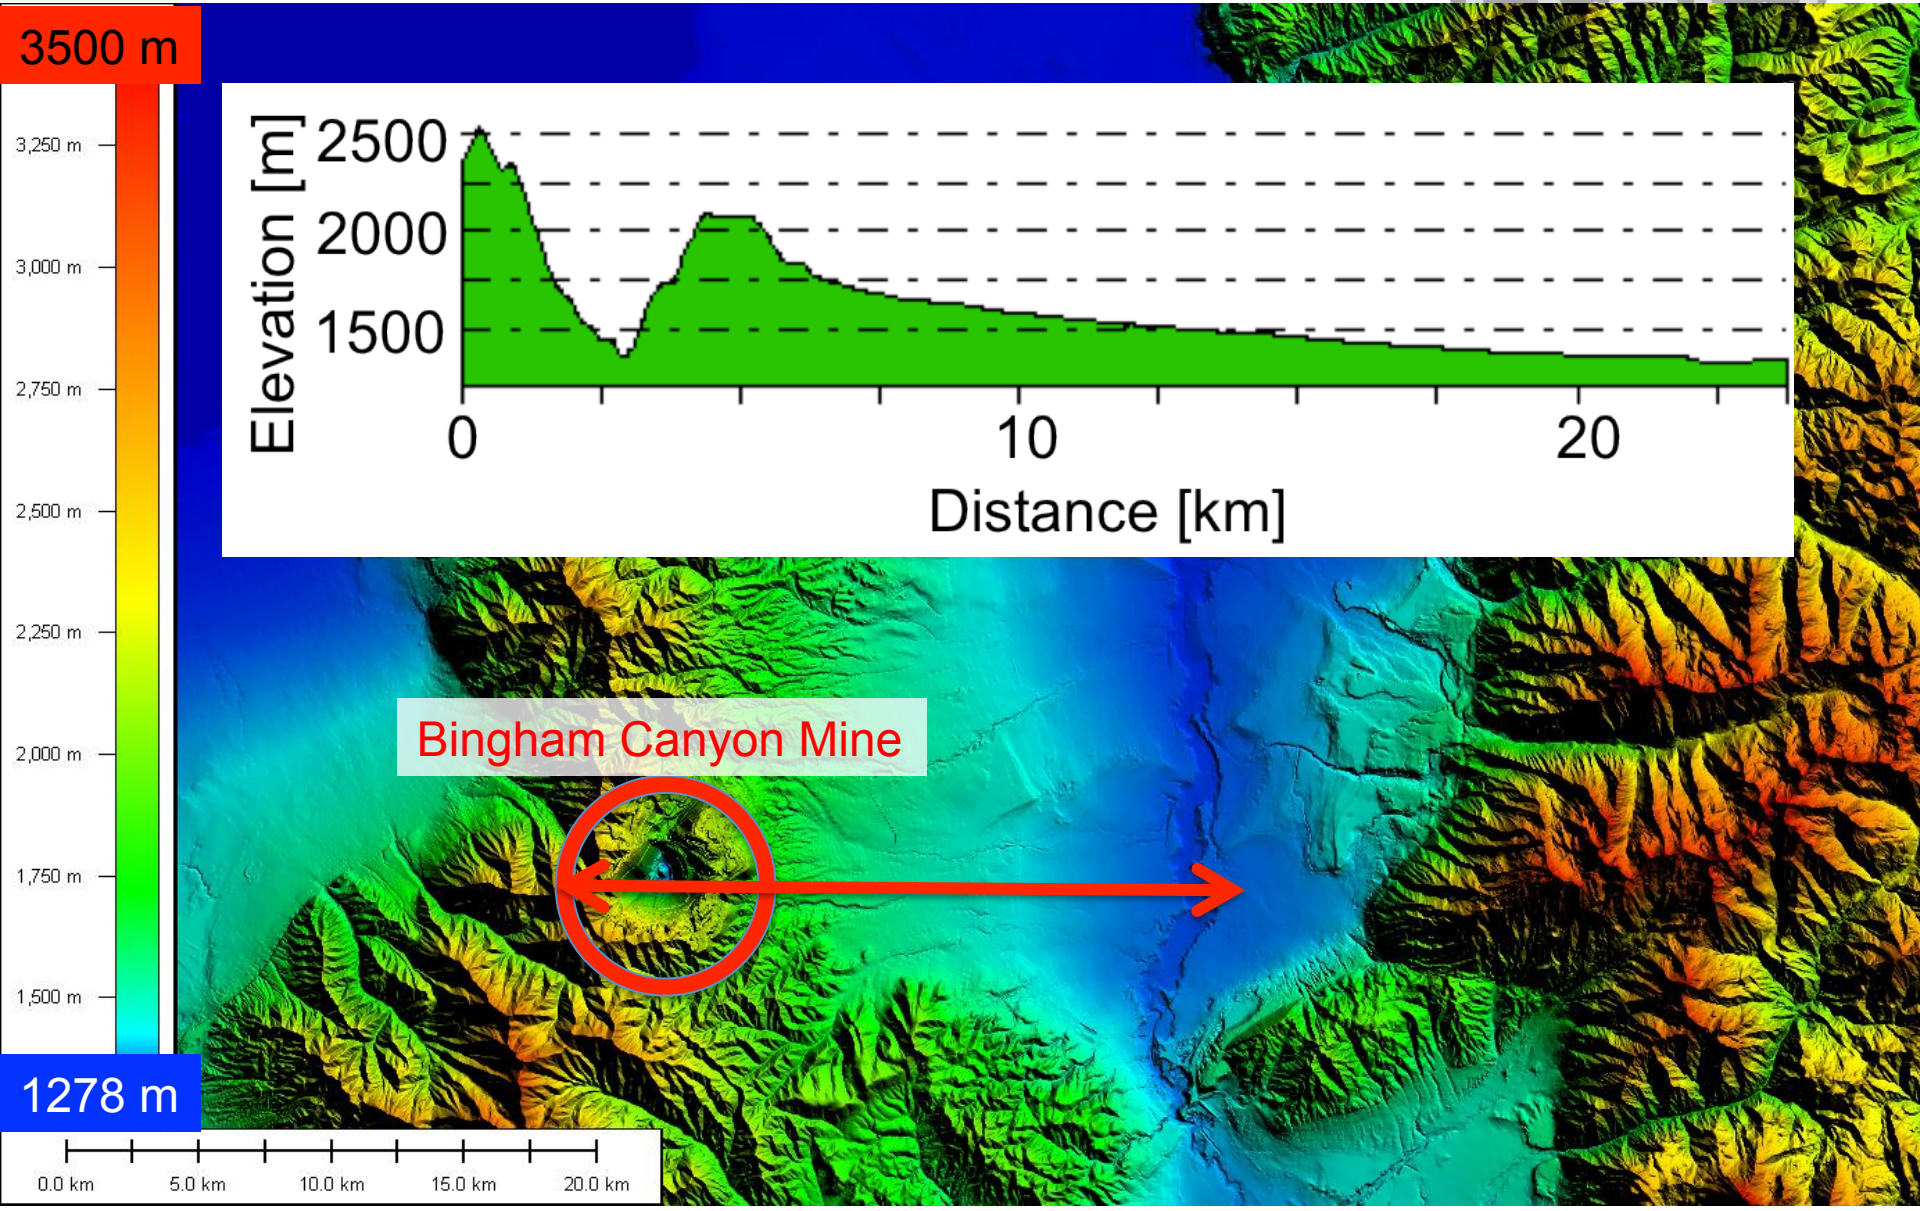 3500 m
3,250 m
3,000 m
2,750 m
2,500 m
2,250 m
2,000 m
1,750 m
1,500 m
1278 m
0.0 km 5.0 km 10.0 km 15.0 km 20.0 km
Elevation [m]
2500
2000
1500
0 10 20
Distance [km]
Bingham Canyon Mine